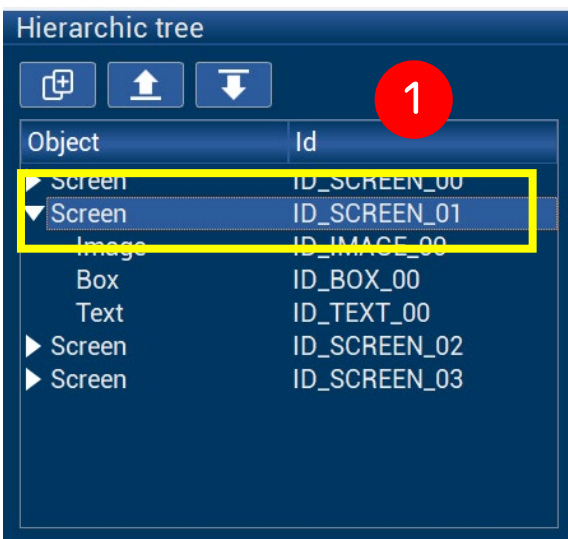 Hierarchic tree
1
Object Id
Screen ID_SCREEN_00
Screen ID_SCREEN_01
Image ID_IMAGE_00
Box ID_BOX_00
Text ID_TEXT_00
Screen ID_SCREEN_02
Screen ID_SCREEN_03